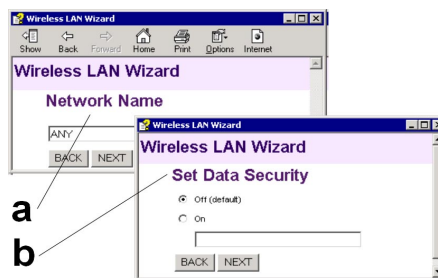 Wireless LAN Wizard
Show Back Forward Home Print Options Internet
Wireless LAN Wizard
Network Name
ANY
BACK NEXT
a
Wireless LAN Wizard
Wireless LAN Wizard
Set Data Security
Off (default)
On
BACK NEXT
b